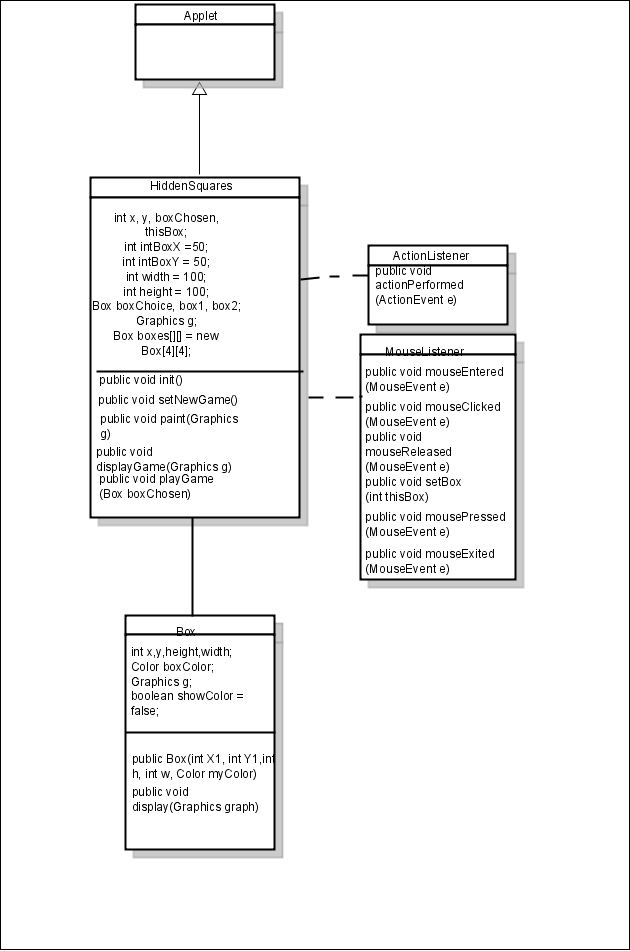 Applet
HiddenSquares
int x, y, boxChosen,
thisBox;
int intBoxX =50;
int intBoxY = 50;
int width = 100;
int height = 100;
Box boxChoice, box1, box2;
Graphics g;
Box boxes[][] = new
Box[4][4];
public void init()
public void setNewGame()
public void paint(Graphics
g)
public void
displayGame(Graphics g)
public void playGame
(Box boxChosen)
ActionListener
public void
actionPerformed
(ActionEvent e)
MouseListener
public void mouseEntered
(MouseEvent e)
public void mouseClicked
(MouseEvent e)
public void
mouseReleased
(MouseEvent e)
public void setBox
(int thisBox)
public void mousePressed
(MouseEvent e)
public void mouseExited
(MouseEvent e)
Box
int x,y,height,width;
Color boxColor;
Graphics g;
boolean showColor =
false;
public Box(int X1, int Y1,int
h, int w, Color myColor)
public void
display(Graphics graph)